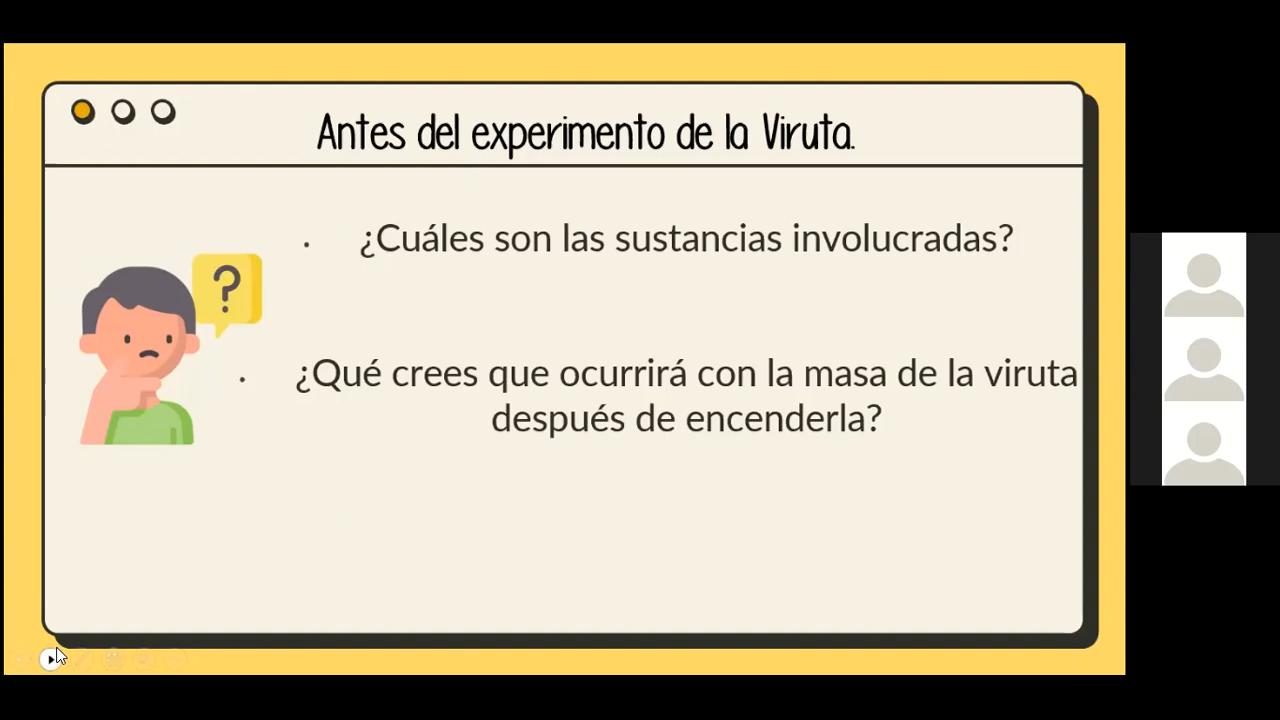 Antes del experimento de la Viruta.
• ¿Cuáles son las sustancias involucradas?
?
• ¿Qué crees que ocurrirá con la masa de la viruta
después de encenderla?